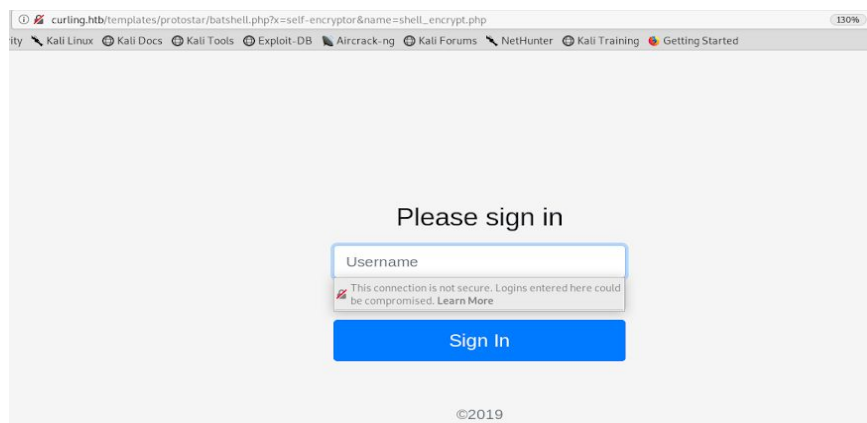 curling.htb/templates/protostar/batshell.php?x=self-encryptor&name=shell_encrypt.php 130%
ity Kali Linux Kali Docs Kali Tools Exploit-DB Aircrack-ng Kali Forums NetHunter Kali Training Getting Started
Please sign in
Username
This connection is not secure. Logins entered here could
be compromised. Learn More
Sign In
©2019